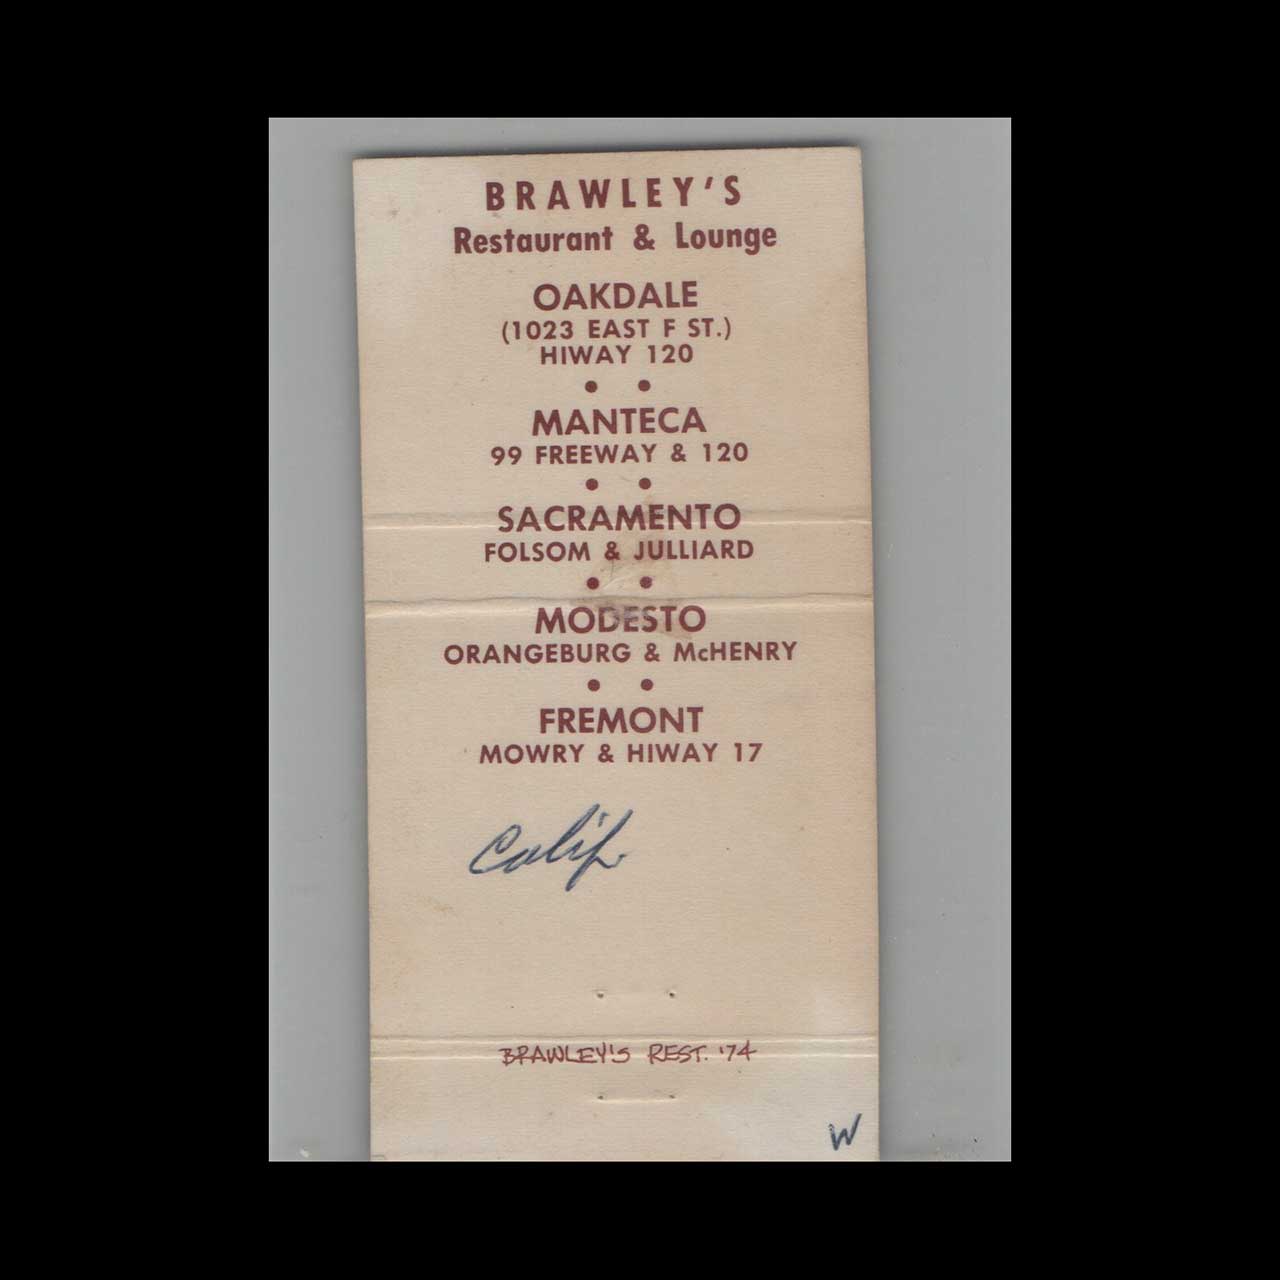 BRAWLEY'S
Restaurant & Lounge
OAKDALE
(1023 EAST F ST.)
HIWAY 120
• •
MANTECA
99 FREEWAY & 120
• •
SACRAMENTO
FOLSOM & JULLIARD
• •
MODESTO
ORANGEBURG & McHENRY
• •
FREMONT
MOWRY & HIWAY 17
Calif.
BRAWLEY'S REST. '74
W